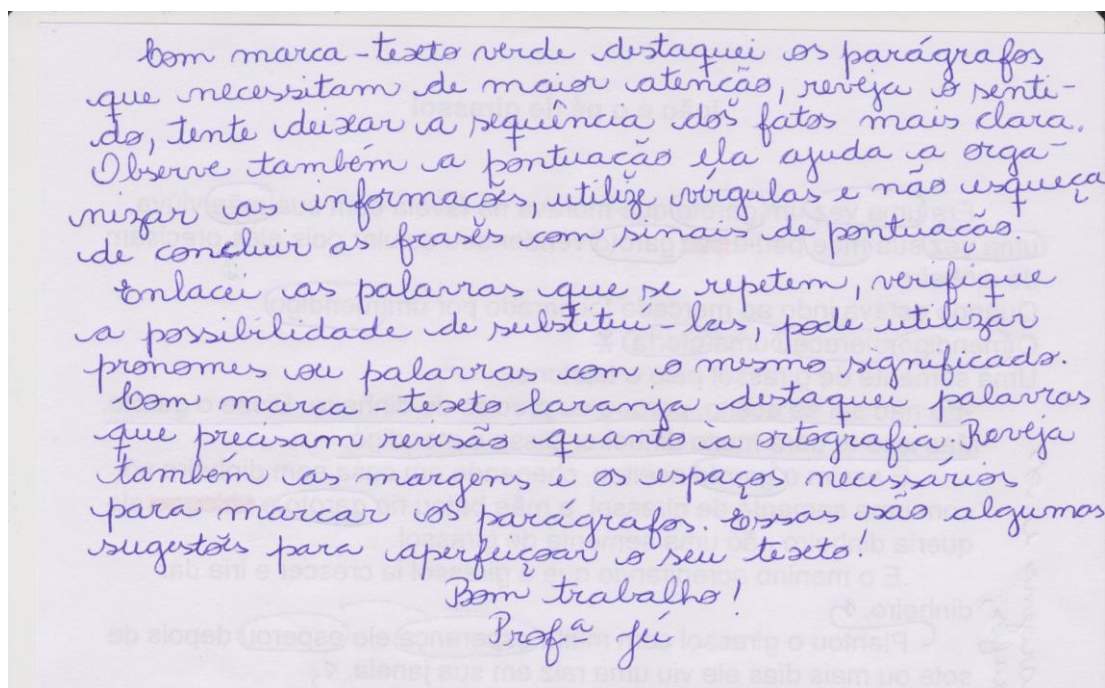 Com marca-texto verde destaquei os parágrafos
que necessitam de maior atenção, reveja o senti-
do, tente deixar a sequência dos fatos mais clara.
Observe também a pontuação ela ajuda a orga-
nizar as informações, utilize vírgulas e não esqueça
de concluir as frases com sinais de pontuação.
Enlacei as palavras que se repetem, verifique
a possibilidade de substituí-las, pode utilizar
pronomes ou palavras com o mesmo significado.
Com marca texto laranja destaquei palavras
que precisam revisão quanto à ortografia. Reveja
também as margens e os espaços necessários
para marcar os parágrafos. Essas são algumas
sugestões para aperfeiçoar o seu texto!
Bom trabalho!
Profª Jú